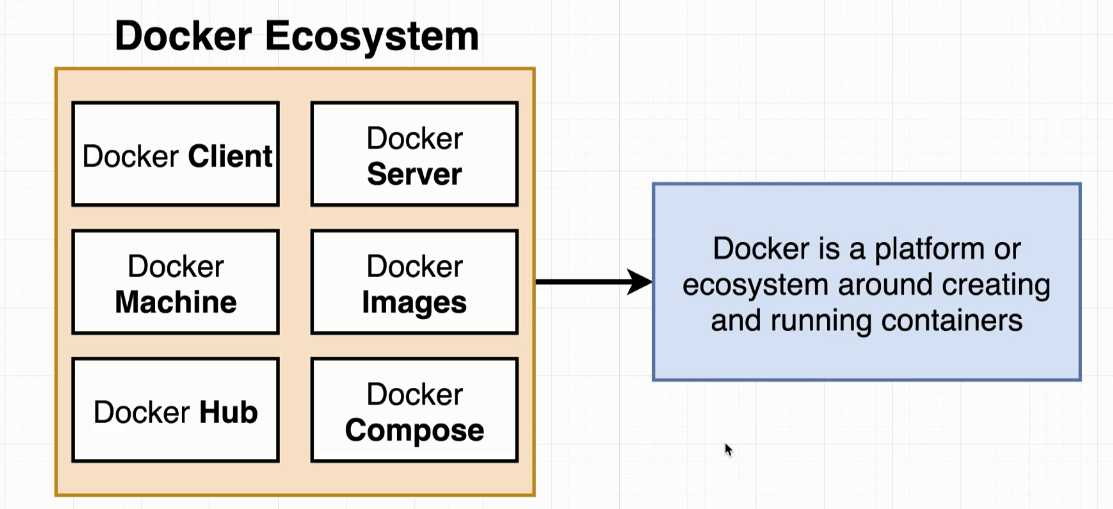 Docker Ecosystem
Docker Client
Docker
Server
Docker
Machine
Docker
Images
Docker Hub
Docker
Compose
Docker is a platform or
ecosystem around creating
and running containers